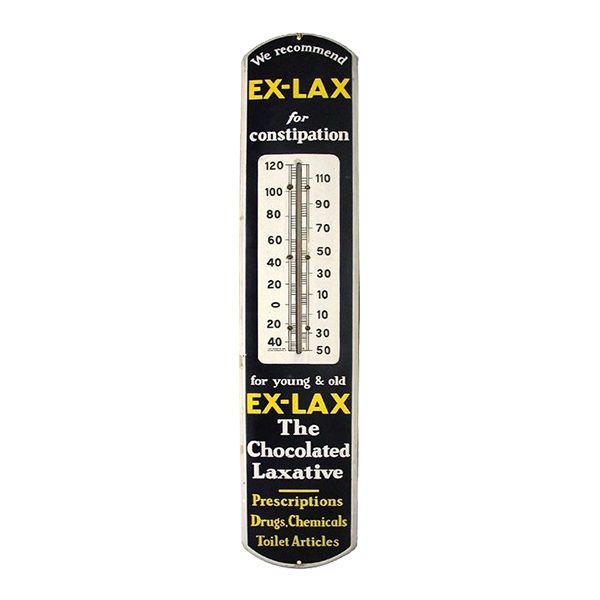 We recommend
EX-LAX
for
constipation
120
110
100
90
80
70
60
50
40
30
20
10
0
10
20
30
40
50
for young & old
EX-LAX
The
Chocolated
Laxative
Prescriptions
Drugs, Chemicals
Toilet Articles